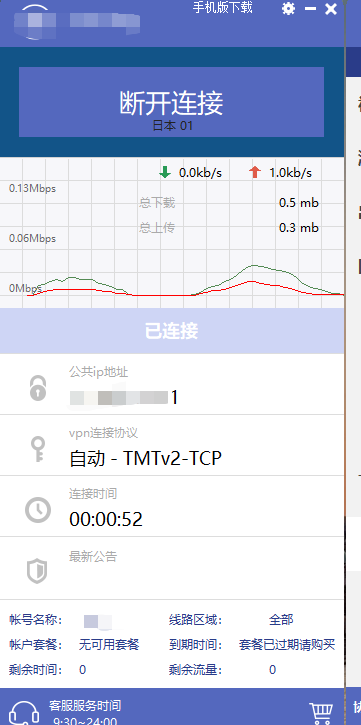 手机版下载
断开连接
日本 01
0.0kb/s 1.0kb/s
0.13Mbps
总下载 0.5 mb
总上传 0.3 mb
0.06Mbps
0Mbps
已连接
公共ip地址
1
vpn连接协议
自动 - TMTv2-TCP
连接时间
00:00:52
最新公告
帐号名称： 线路区域： 全部
帐户套餐： 无可用套餐 到期时间： 套餐已过期请购买
剩余时间： 0 剩余流量： 0
客服服务时间
9:30~24:00